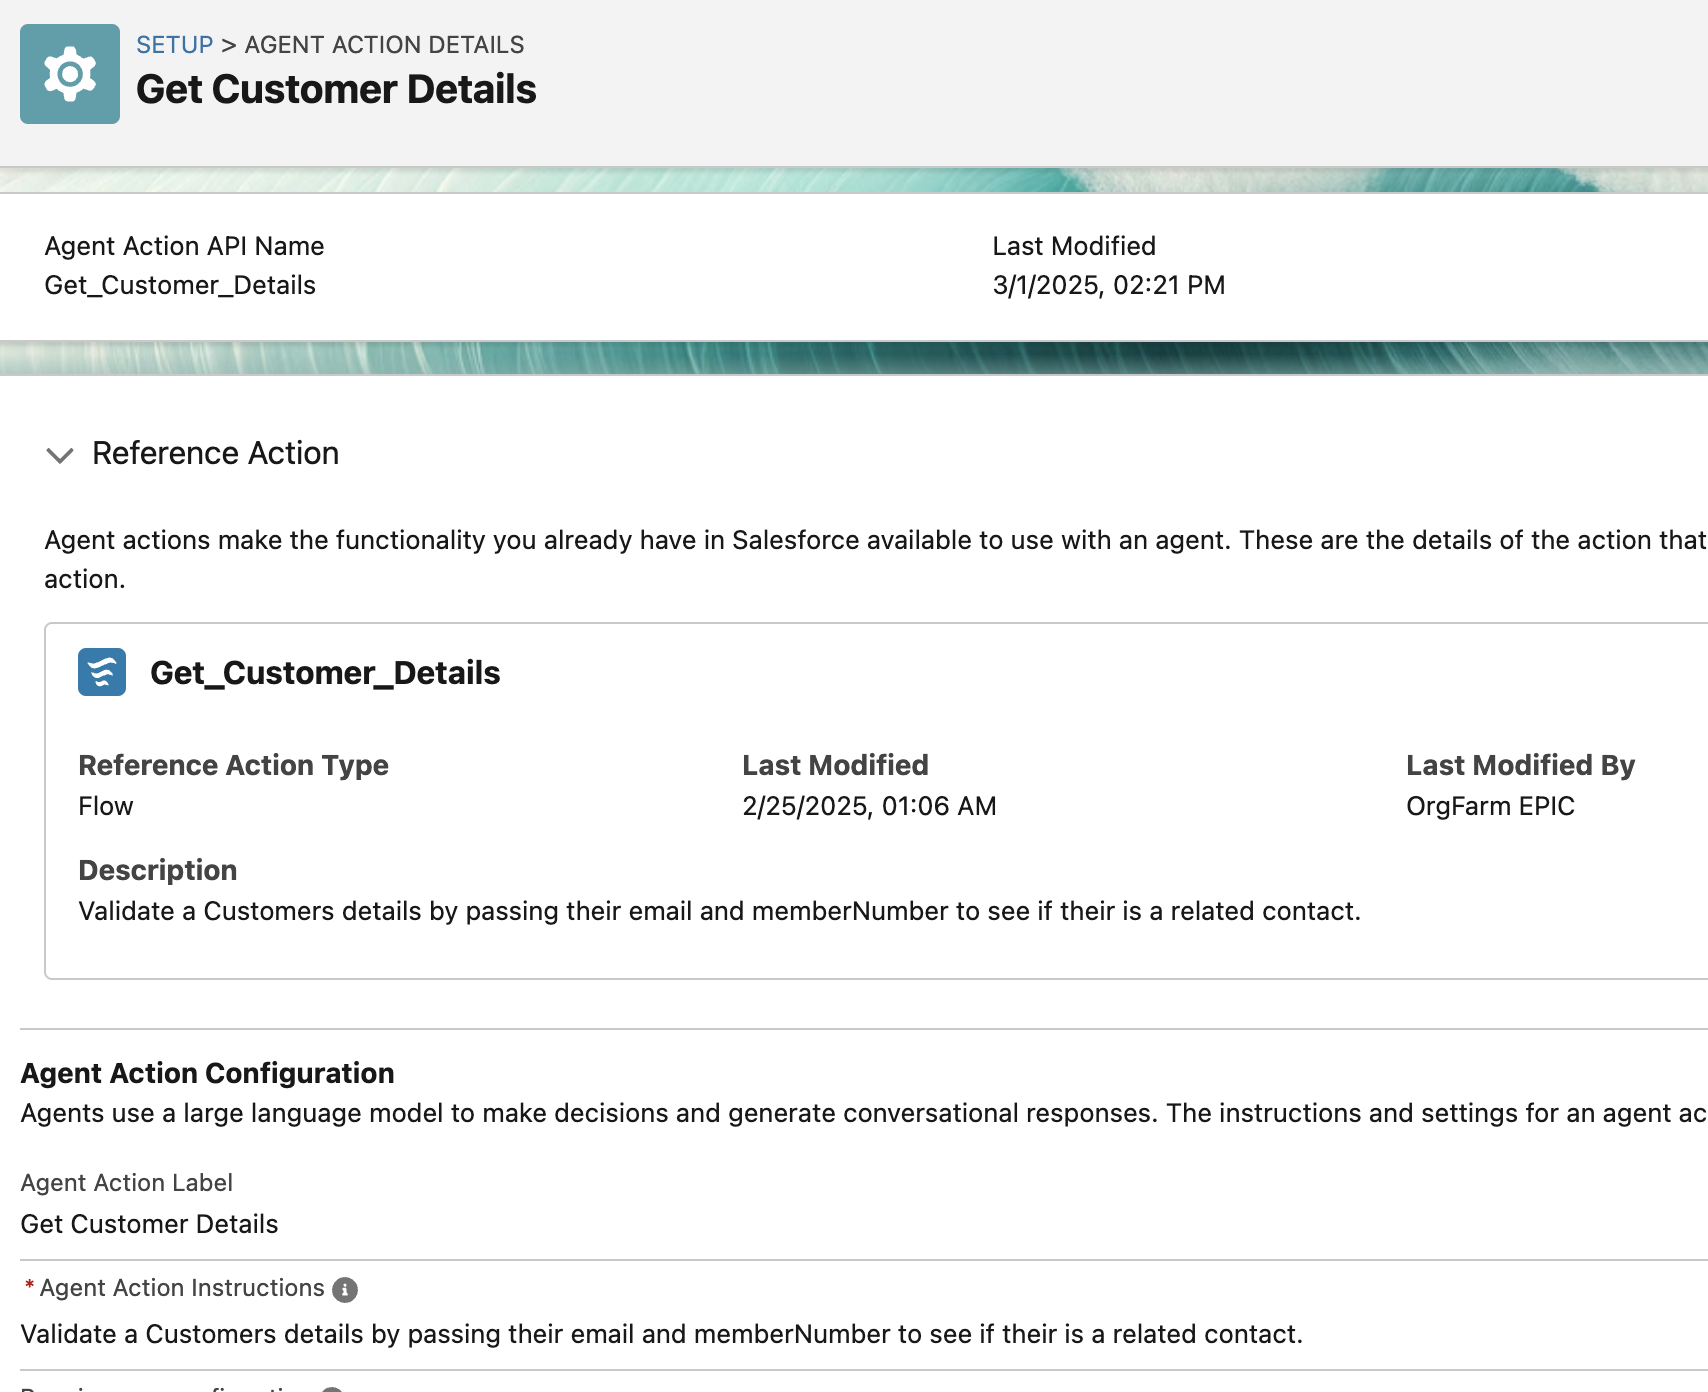 SETUP > AGENT ACTION DETAILS
Get Customer Details
Agent Action API Name
Get_Customer_Details
Last Modified
3/1/2025, 02:21 PM
Reference Action
Agent actions make the functionality you already have in Salesforce available to use with an agent. These are the details of the action that
action.
Get_Customer_Details
Reference Action Type
Flow
Last Modified
2/25/2025, 01:06 AM
Last Modified By
OrgFarm EPIC
Description
Validate a Customers details by passing their email and memberNumber to see if their is a related contact.
Agent Action Configuration
Agents use a large language model to make decisions and generate conversational responses. The instructions and settings for an agent ac
Agent Action Label
Get Customer Details
* Agent Action Instructions
Validate a Customers details by passing their email and memberNumber to see if their is a related contact.